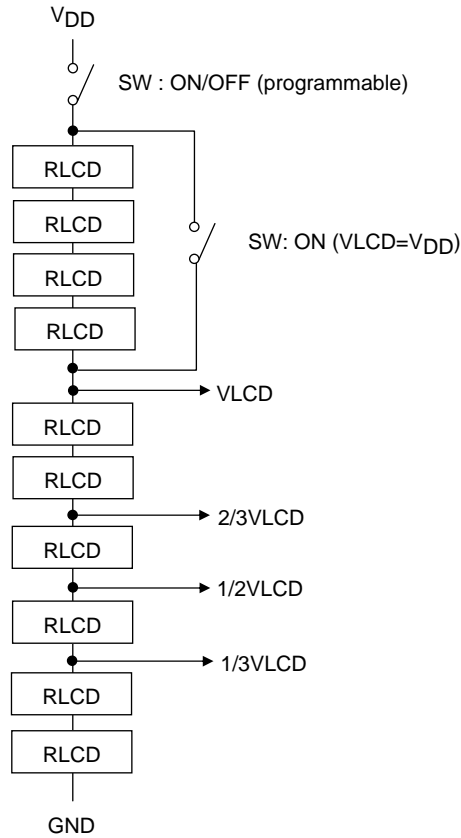 VDD
SW : ON/OFF (programmable)
RLCD
RLCD
SW: ON (VLCD=VDD)
RLCD
RLCD
VLCD
RLCD
RLCD
2/3VLCD
RLCD
1/2VLCD
RLCD
1/3VLCD
RLCD
RLCD
GND